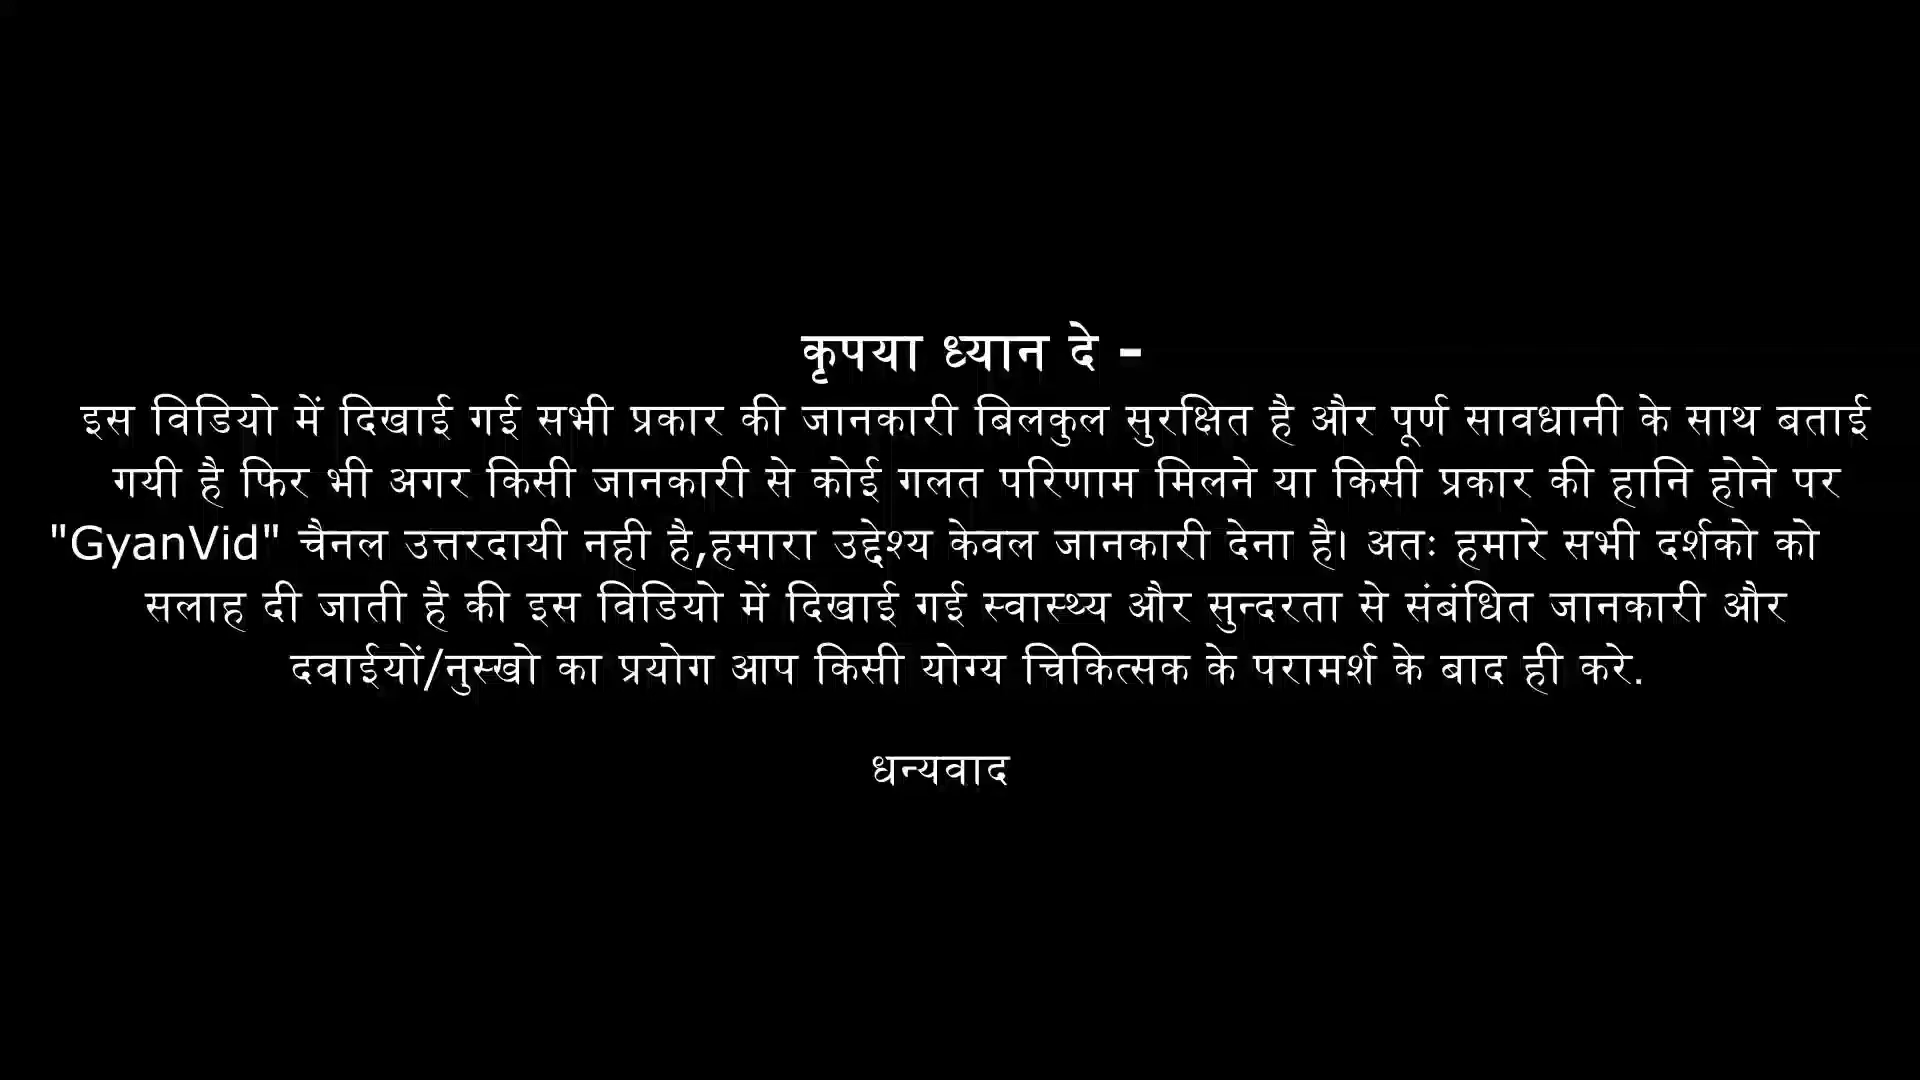 कृपया ध्यान दे -
इस विडियो में दिखाई गई सभी प्रकार की जानकारी बिलकुल सुरक्षित है और पूर्ण सावधानी के साथ बताई
गयी है फिर भी अगर किसी जानकारी से कोई गलत परिणाम मिलने या किसी प्रकार की हानि होने पर
"GyanVid" चैनल उत्तरदायी नही है,हमारा उद्देश्य केवल जानकारी देना है। अतः हमारे सभी दर्शको को
सलाह दी जाती है की इस विडियो में दिखाई गई स्वास्थ्य और सुन्दरता से संबंधित जानकारी और
दवाईयों/नुस्खो का प्रयोग आप किसी योग्य चिकित्सक के परामर्श के बाद ही करे.
धन्यवाद